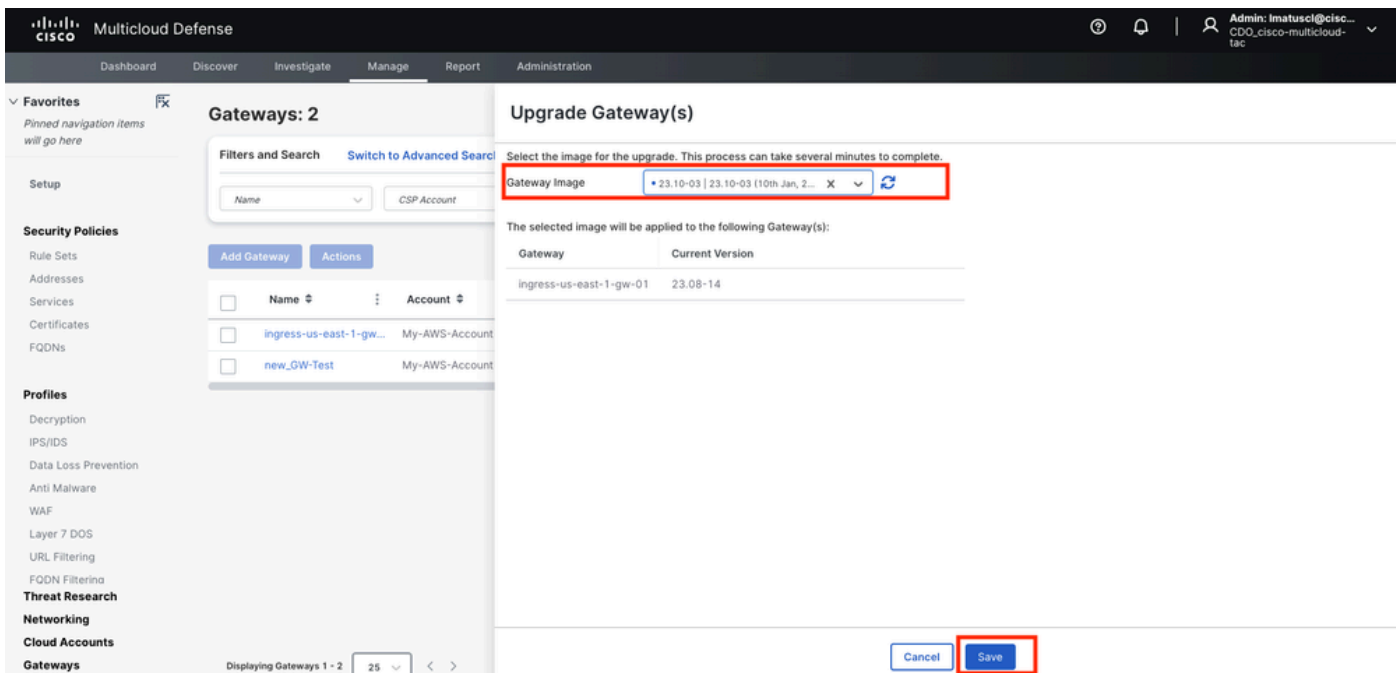 CISCO
Multicloud Defense
Admin: lmatuscl@cisc...
CDO_cisco-multicloud-
tac
Dashboard Discover Investigate Manage Report Administration
Favorites
Pinned navigation items
will go here
Setup
Security Policies
Rule Sets
Addresses
Services
Certificates
FQDNs
Profiles
Decryption
IPS/IDS
Data Loss Prevention
Anti Malware
WAF
Layer 7 DOS
URL Filtering
FQDN Filtering
Threat Research
Networking
Cloud Accounts
Gateways
Gateways: 2
Filters and Search Switch to Advanced Searc
Name CSP Account
Add Gateway Actions
Name Account
ingress-us-east-1-gw... My-AWS-Account
new_GW-Test My-AWS-Account
Displaying Gateways 1 - 2 25
Upgrade Gateway(s)
Select the image for the upgrade. This process can take several minutes to complete.
Gateway Image • 23.10-03 | 23.10-03 (10th Jan, 2... X
The selected image will be applied to the following Gateway(s):
Gateway Current Version
ingress-us-east-1-gw-01 23.08-14
Cancel Save